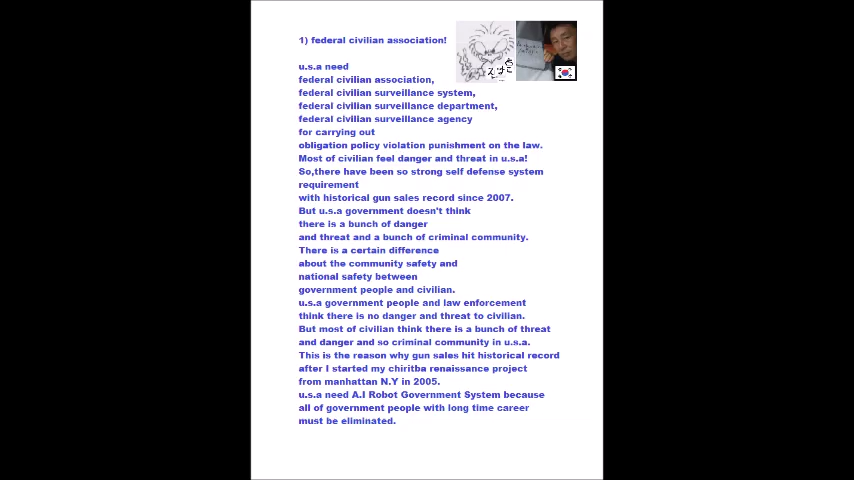 1) federal civilian association!
u.s.a need
federal civilian association,
federal civilian surveillance system,
federal civilian surveillance department,
federal civilian surveillance agency
for carrying out
obligation policy violation punishment on the law.
Most of civilian feel danger and threat in u.s.a!
So,there have been so strong self defense system
requirement
with historical gun sales record since 2007.
But u.s.a government doesn't think
there is a bunch of danger
and threat and a bunch of criminal community.
There is a certain difference
about the community safety and
national safety between
government people and civilian.
u.s.a government people and law enforcement
think there is no danger and threat to civilian.
But most of civilian think there is a bunch of threat
and danger and so criminal community in u.s.a.
This is the reason why gun sales hit historical record
after I started my chiritba renaissance project
from manhattan N.Y in 2005.
u.s.a need A.I Robot Government System because
all of government people with long time career
must be eliminated.